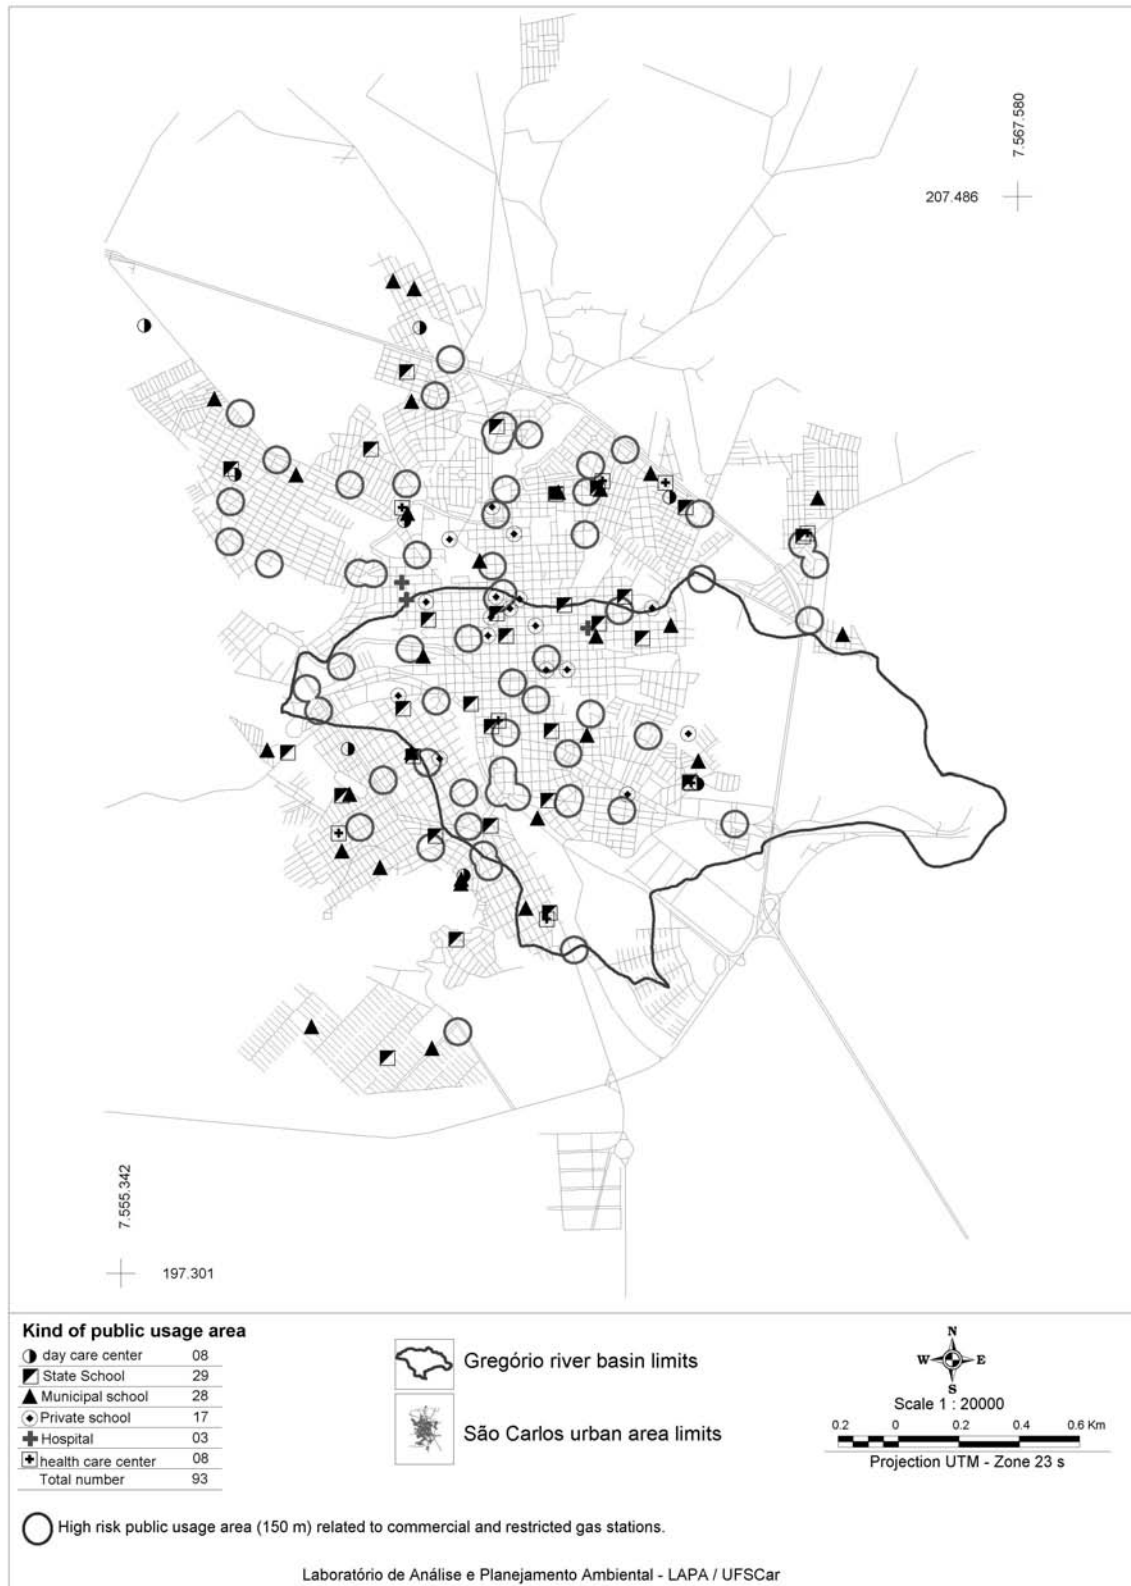 7.567.580
207.486
7.555.342
197.301
Kind of public usage area
day care center 08
State School 29
Municipal school 28
Private school 17
Hospital 03
health care center 08
Total number 93
Gregório river basin limits
São Carlos urban area limits
N
W E
S
Scale 1 : 20000
0.2 0 0.2 0.4 0.6 Km
Projection UTM - Zone 23 s
High risk public usage area (150 m) related to commercial and restricted gas stations.
Laboratório de Análise e Planejamento Ambiental - LAPA / UFSCar